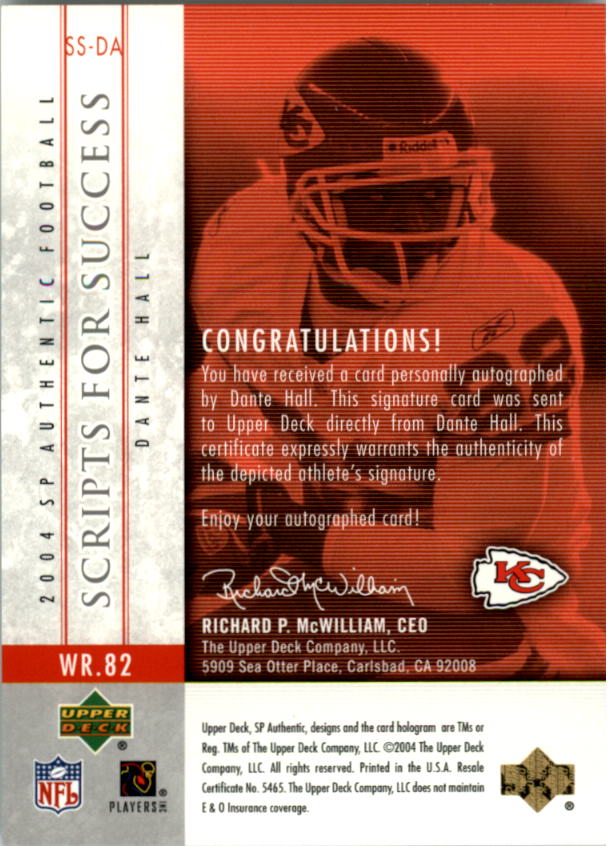 SS-DA
2004 SP AUTHENTIC FOOTBALL
SCRIPTS FOR SUCCESS
DANTE HALL
WR.82
Riddell
CONGRATULATIONS!
You have received a card personally autographed
by Dante Hall. This signature card was sent
to Upper Deck directly from Dante Hall. This
certificate expressly warrants the authenticity of
the depicted athlete's signature.
Enjoy your autographed card!
Richard P. McWilliam
KC
RICHARD P. McWILLIAM, CEO
The Upper Deck Company, LLC.
5909 Sea Otter Place, Carlsbad, CA 92008
UPPER
DECK
®
NFL
PLAYERS INC
Upper Deck, SP Authentic, designs and the card hologram are TMs or
Reg. TMs of The Upper Deck Company, LLC. ©2004 The Upper Deck
Company, LLC. All rights reserved. Printed in the U.S.A. Resale
Certificate No. 5465. The Upper Deck Company, LLC does not maintain
E & O Insurance coverage.
®